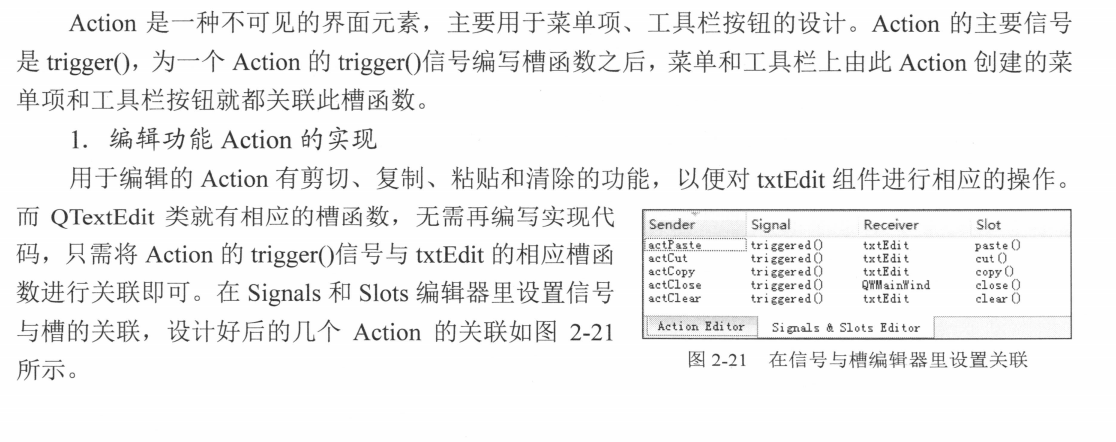 Action 是一种不可见的界面元素，主要用于菜单项、工具栏按钮的设计。Action 的主要信号
是 trigger()，为一个 Action 的 trigger()信号编写槽函数之后，菜单和工具栏上由此 Action 创建的菜
单项和工具栏按钮就都关联此槽函数。
1. 编辑功能 Action 的实现
用于编辑的 Action 有剪切、复制、粘贴和清除的功能，以便对 txtEdit 组件进行相应的操作。
而 QTextEdit 类就有相应的槽函数，无需再编写实现代
码，只需将 Action 的 trigger()信号与 txtEdit 的相应槽函
数进行关联即可。在 Signals 和 Slots 编辑器里设置信号
与槽的关联，设计好后的几个 Action 的关联如图 2-21
所示。
Sender Signal Receiver Slot
actPaste triggered() txtEdit paste()
actCut triggered() txtEdit cut()
actCopy triggered() txtEdit copy()
actClose triggered() QWMainWind close()
actClear triggered() txtEdit clear()
Action Editor Signals & Slots Editor
图 2-21 在信号与槽编辑器里设置关联